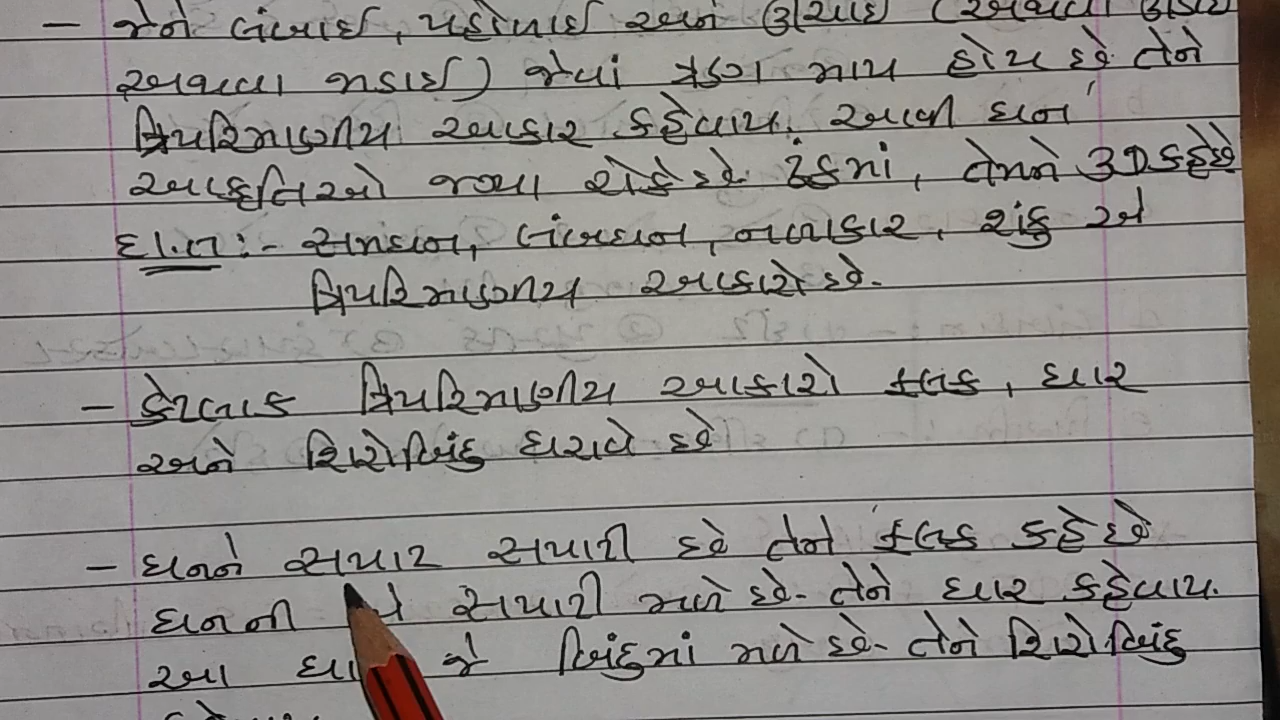 - જેને લંબાઈ, પહોળાઈ અને ઊંચાઈ (અથવા ઊંડાઈ
અથવા જાડાઈ) જેવાં ત્રણ માપ હોય છે તેને
ત્રિપરિમાણીય આકાર કહેવાય. આવી ઘન
આકૃતિઓ જગ્યા રોકે છે. ટૂંકમાં, તેમને 3D કહે છે
દા.ત :- સમઘન, લંબઘન, નળાકાર, શંકુ એ
ત્રિપરિમાણીય આકારો છે.
- કેટલાક ત્રિપરિમાણીય આકારો ફલક, ધાર
અને શિરોબિંદુ ધરાવે છે
- ઘનને સપાટ સપાટી છે તેને ફલક કહે છે
ઘનની સપાટી મળે છે. તેને ધાર કહેવાય.
આ જે બિંદુમાં મળે છે. તેને શિરોબિંદુ